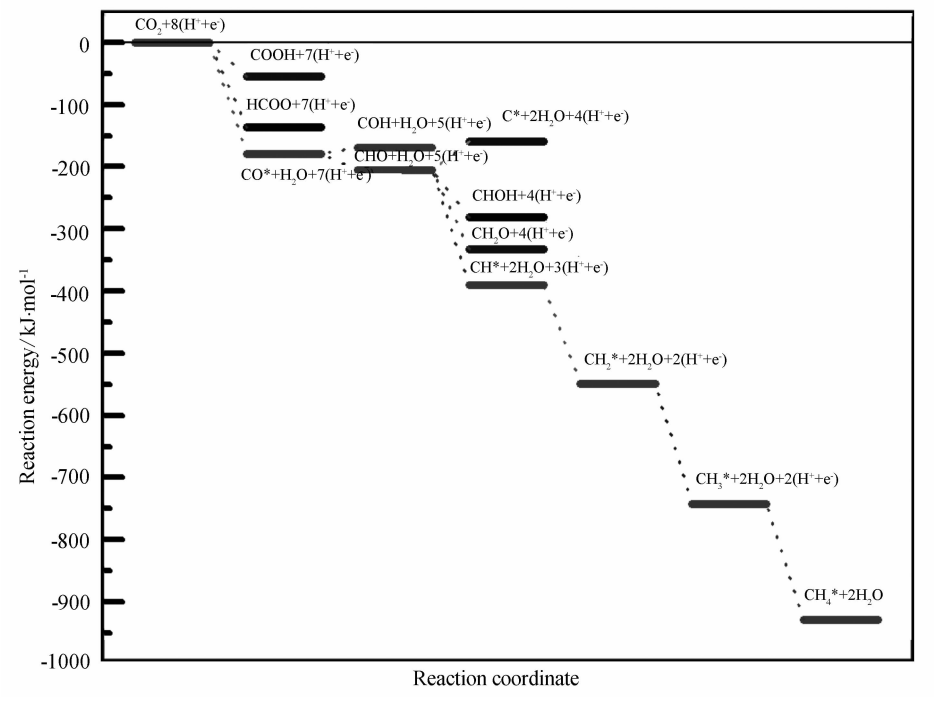 CO₂+8(H⁺+e⁻)
0
COOH+7(H⁺+e⁻)
-100
HCOO+7(H⁺+e⁻)
COH+H₂O+5(H⁺+e⁻)
C*+2H₂O+4(H⁺+e⁻)
CHO+H₂O+5(H⁺+e⁻)
-200
CO*+H₂O+7(H⁺+e⁻)
CHOH+4(H⁺+e⁻)
-300
CH₂O+4(H⁺+e⁻)
CH*+2H₂O+3(H⁺+e⁻)
-400
CH₂*+2H₂O+2(H⁺+e⁻)
-500
-600
CH₃*+2H₂O+2(H⁺+e⁻)
-700
-800
CH₄*+2H₂O
-900
-1000
Reaction energy/kJ·mol⁻¹
Reaction coordinate